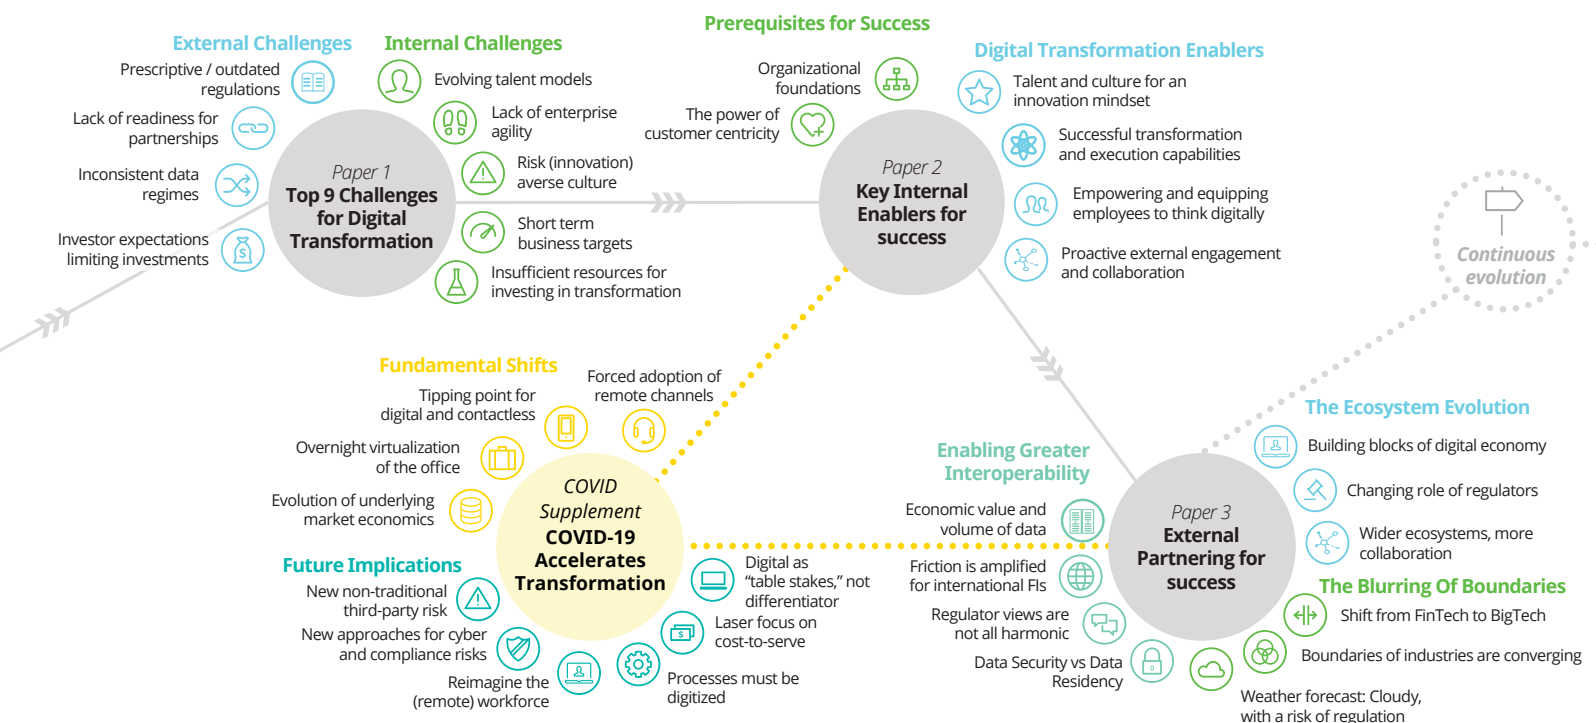 External Challenges
Prescriptive / outdated
regulations
Lack of readiness for
partnerships
Inconsistent data
regimes
Investor expectations
limiting investments
Internal Challenges
Evolving talent models
Lack of enterprise
agility
Risk (innovation)
averse culture
Short term
business targets
Insufficient resources for
investing in transformation
Paper 1
Top 9 Challenges
for Digital
Transformation
Prerequisites for Success
Organizational
foundations
The power of
customer centricity
Paper 2
Key Internal
Enablers for
success
Digital Transformation Enablers
Talent and culture for an
innovation mindset
Successful transformation
and execution capabilities
Empowering and equipping
employees to think digitally
Proactive external engagement
and collaboration
Continuous
evolution
Fundamental Shifts
Forced adoption of
remote channels
Tipping point for
digital and contactless
Overnight virtualization
of the office
Evolution of underlying
market economics
COVID
Supplement
COVID-19
Accelerates
Transformation
Future Implications
New non-traditional
third-party risk
New approaches for cyber
and compliance risks
Reimagine the
(remote) workforce
Processes must be
digitized
Laser focus on
cost-to-serve
Digital as
“table stakes,” not
differentiator
Enabling Greater
Interoperability
Economic value and
volume of data
Friction is amplified
for international FIs
Regulator views are
not all harmonic
Data Security vs Data
Residency
Paper 3
External
Partnering for
success
The Ecosystem Evolution
Building blocks of digital economy
Changing role of regulators
Wider ecosystems, more
collaboration
The Blurring Of Boundaries
Shift from FinTech to BigTech
Boundaries of industries are converging
Weather forecast: Cloudy,
with a risk of regulation